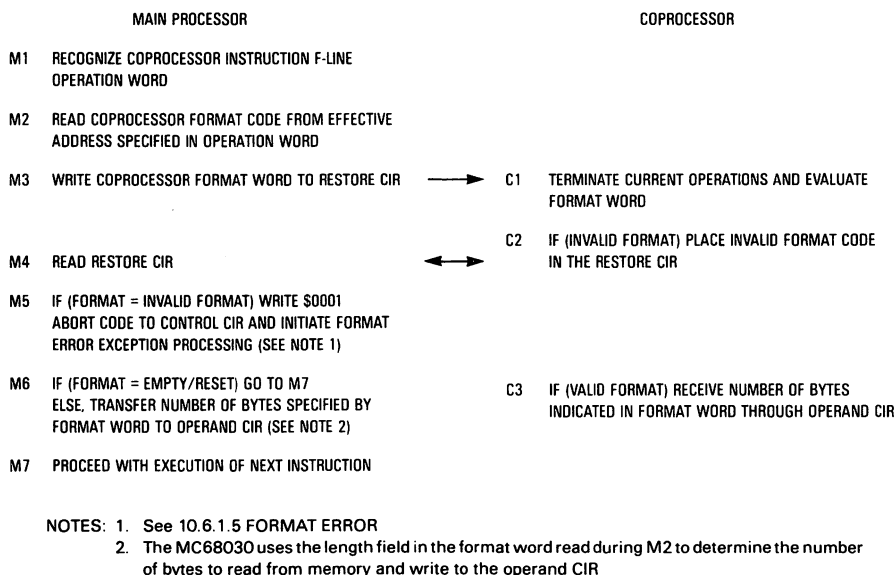 MAIN PROCESSOR
COPROCESSOR
M1 RECOGNIZE COPROCESSOR INSTRUCTION F-LINE
OPERATION WORD
M2 READ COPROCESSOR FORMAT CODE FROM EFFECTIVE
ADDRESS SPECIFIED IN OPERATION WORD
M3 WRITE COPROCESSOR FORMAT WORD TO RESTORE CIR
C1 TERMINATE CURRENT OPERATIONS AND EVALUATE
FORMAT WORD
C2 IF (INVALID FORMAT) PLACE INVALID FORMAT CODE
IN THE RESTORE CIR
M4 READ RESTORE CIR
M5 IF (FORMAT = INVALID FORMAT) WRITE $0001
ABORT CODE TO CONTROL CIR AND INITIATE FORMAT
ERROR EXCEPTION PROCESSING (SEE NOTE 1)
M6 IF (FORMAT = EMPTY/RESET) GO TO M7
ELSE, TRANSFER NUMBER OF BYTES SPECIFIED BY
FORMAT WORD TO OPERAND CIR (SEE NOTE 2)
C3 IF (VALID FORMAT) RECEIVE NUMBER OF BYTES
INDICATED IN FORMAT WORD THROUGH OPERAND CIR
M7 PROCEED WITH EXECUTION OF NEXT INSTRUCTION
NOTES: 1. See 10.6.1.5 FORMAT ERROR
2. The MC68030 uses the length field in the format word read during M2 to determine the number
of bytes to read from memory and write to the operand CIR